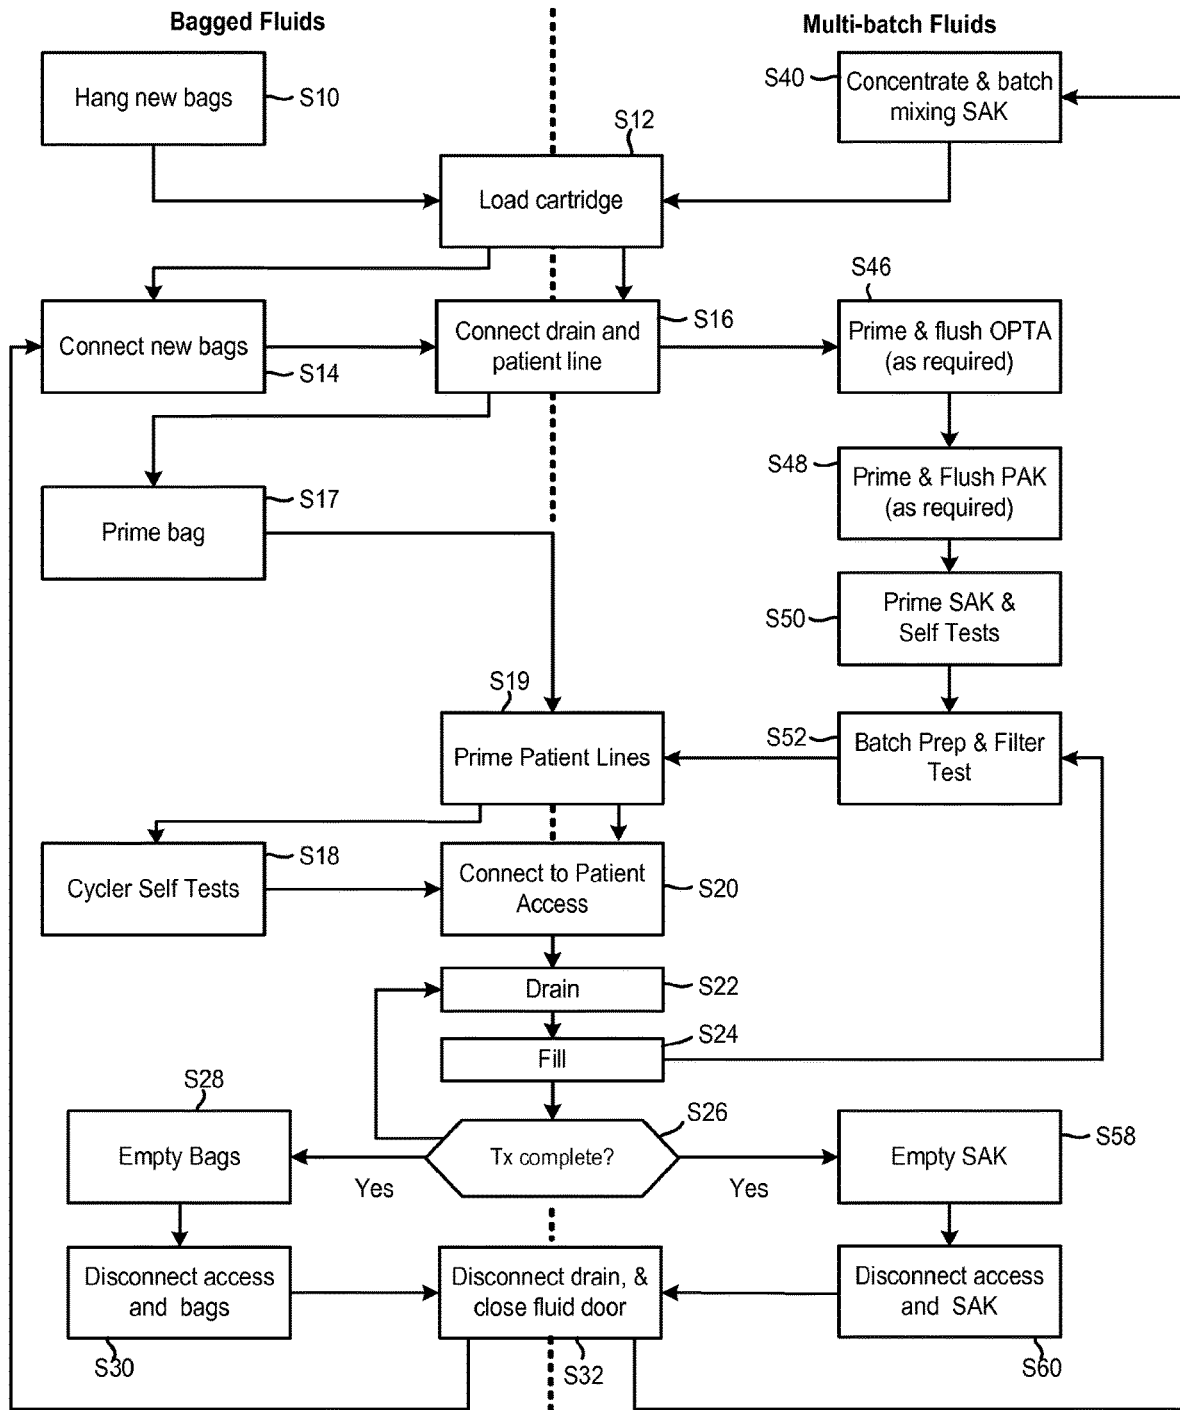 Bagged Fluids
Multi-batch Fluids
Hang new bags
S10
S12
S40
Concentrate & batch
mixing SAK
Load cartridge
Connect new bags
S14
Connect drain and
patient line
S16
S46
Prime & flush OPTA
(as required)
S48
Prime & Flush PAK
(as required)
Prime bag
S17
S50
Prime SAK &
Self Tests
S19
Prime Patient Lines
S52
Batch Prep & Filter
Test
Cycler Self Tests
S18
Connect to Patient
Access
S20
Drain
S22
Fill
S24
S28
Empty Bags
Yes
Tx complete?
S26
Yes
Empty SAK
S58
Disconnect access
and bags
S30
Disconnect drain, &
close fluid door
S32
Disconnect access
and SAK
S60